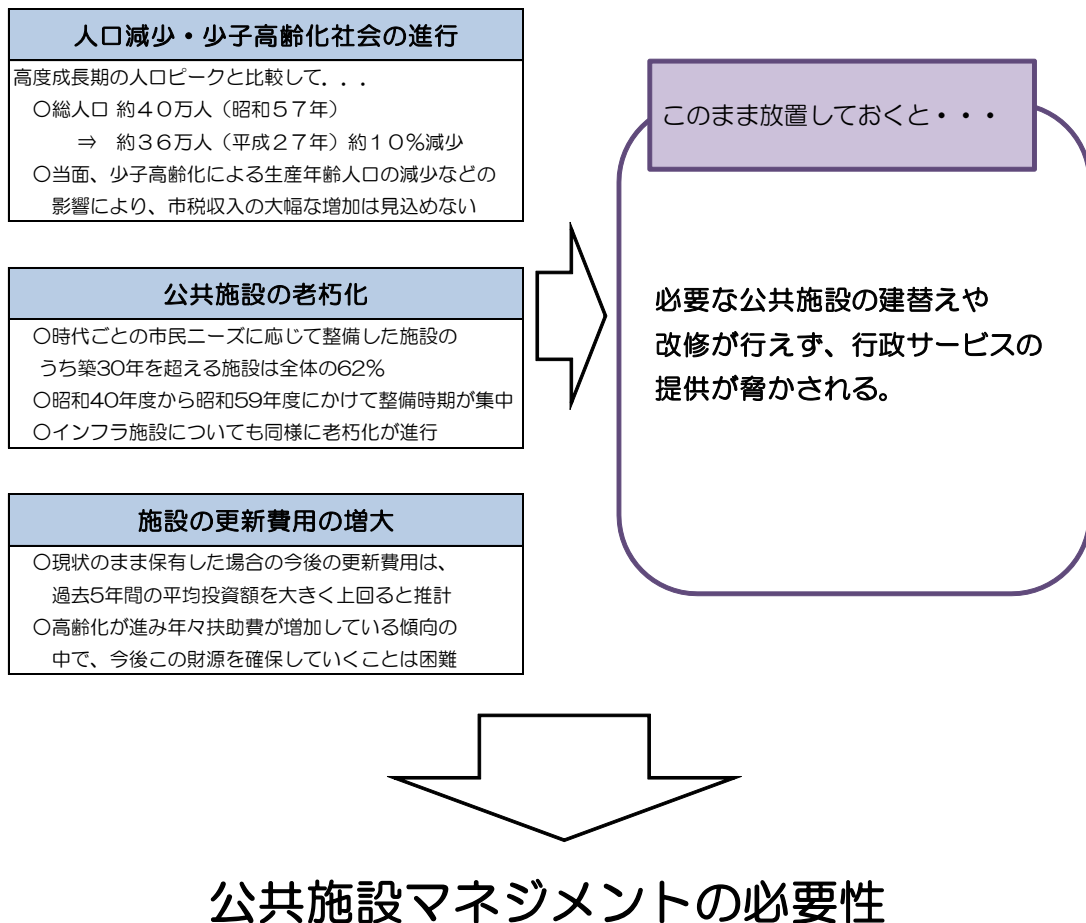 人口減少・少子高齢化社会の進行
高度成長期の人口ピークと比較して．．．
○総人口 約４０万人（昭和５７年）
⇒　約３６万人（平成２７年）約１０％減少
○当面、少子高齢化による生産年齢人口の減少などの
影響により、市税収入の大幅な増加は見込めない
公共施設の老朽化
○時代ごとの市民ニーズに応じて整備した施設の
うち築30年を超える施設は全体の62%
○昭和40年度から昭和59年度にかけて整備時期が集中
○インフラ施設についても同様に老朽化が進行
施設の更新費用の増大
○現状のまま保有した場合の今後の更新費用は、
過去5年間の平均投資額を大きく上回ると推計
○高齢化が進み年々扶助費が増加している傾向の
中で、今後この財源を確保していくことは困難
このまま放置しておくと・・・
必要な公共施設の建替えや
改修が行えず、行政サービスの
提供が脅かされる。
公共施設マネジメントの必要性